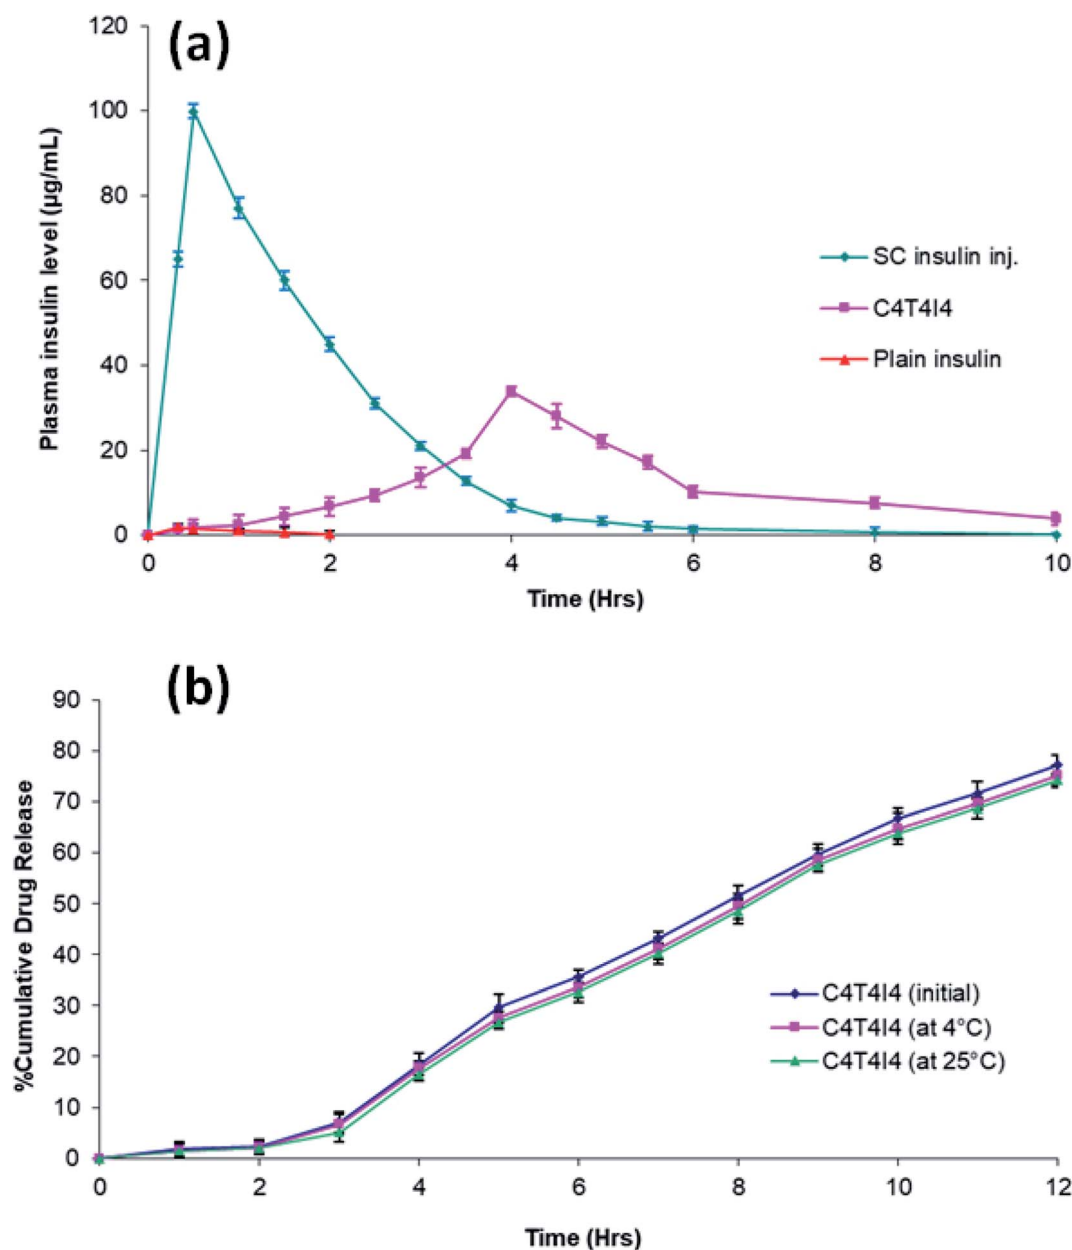 (a)
Plasma insulin level (µg/mL)
120
100
80
60
40
20
0
0 2 4 6 8 10
Time (Hrs)
SC insulin inj.
C4T4I4
Plain insulin
(b)
%Cumulative Drug Release
90
80
70
60
50
40
30
20
10
0
0 2 4 6 8 10 12
Time (Hrs)
C4T4I4 (initial)
C4T4I4 (at 4°C)
C4T4I4 (at 25°C)